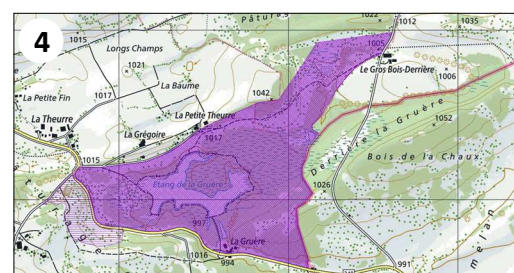 4
1015
Longs Champs
1021
Pâtura
1022
1012
1035
1005
Le Gros Bois-Derrière
1006
La Baume
1042
La Petite Fin
1017
La Theurre
La Petite Theurre
1017
La Grégoire
1015
Derrière la Gruère
1052
Bois de la Chaux
Etang de la Gruère
1026
997
La Gruère
1016
994
991